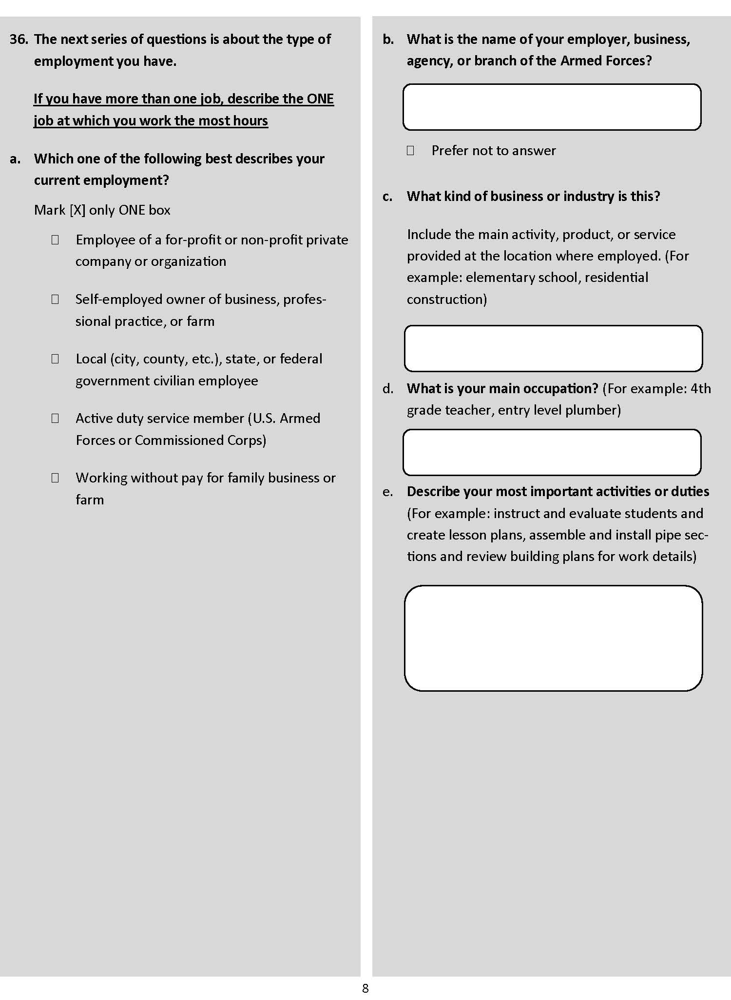 36. The next series of questions is about the type of
employment you have.
If you have more than one job, describe the ONE
job at which you work the most hours
a. Which one of the following best describes your
current employment?
Mark [X] only ONE box
Employee of a for-profit or non-profit private
company or organization
Self-employed owner of business, profes-
sional practice, or farm
Local (city, county, etc.), state, or federal
government civilian employee
Active duty service member (U.S. Armed
Forces or Commissioned Corps)
Working without pay for family business or
farm
b. What is the name of your employer, business,
agency, or branch of the Armed Forces?
Prefer not to answer
c. What kind of business or industry is this?
Include the main activity, product, or service
provided at the location where employed. (For
example: elementary school, residential
construction)
d. What is your main occupation? (For example: 4th
grade teacher, entry level plumber)
e. Describe your most important activities or duties
(For example: instruct and evaluate students and
create lesson plans, assemble and install pipe sec-
tions and review building plans for work details)
8